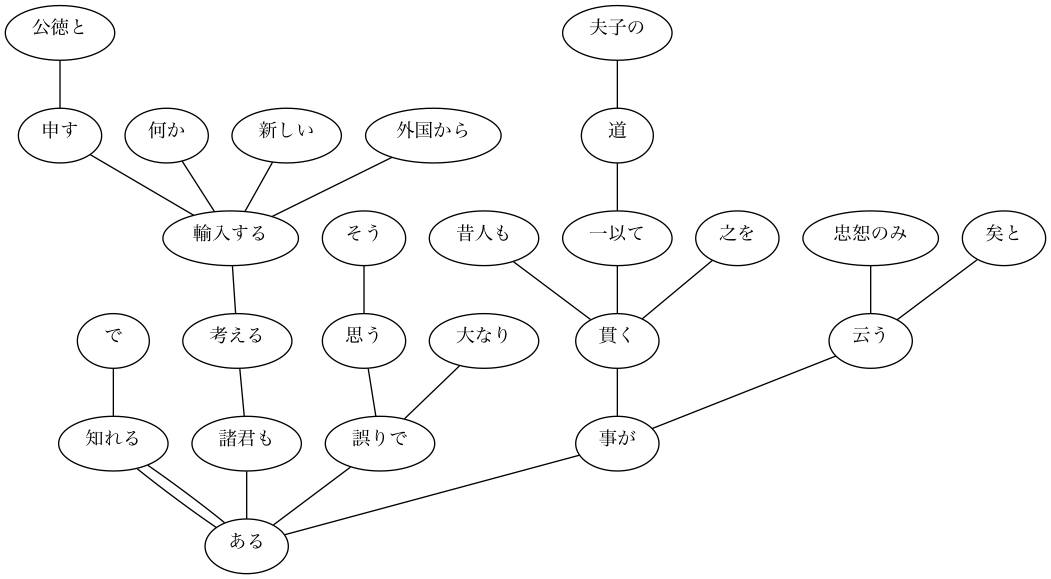 公徳と
夫子の
申す
何か
新しい
外国から
道
輸入する
そう
昔人も
一以て
之を
忠恕のみ
矣と
で
考える
思う
大なり
貫く
云う
知れる
諸君も
誤りで
事が
ある